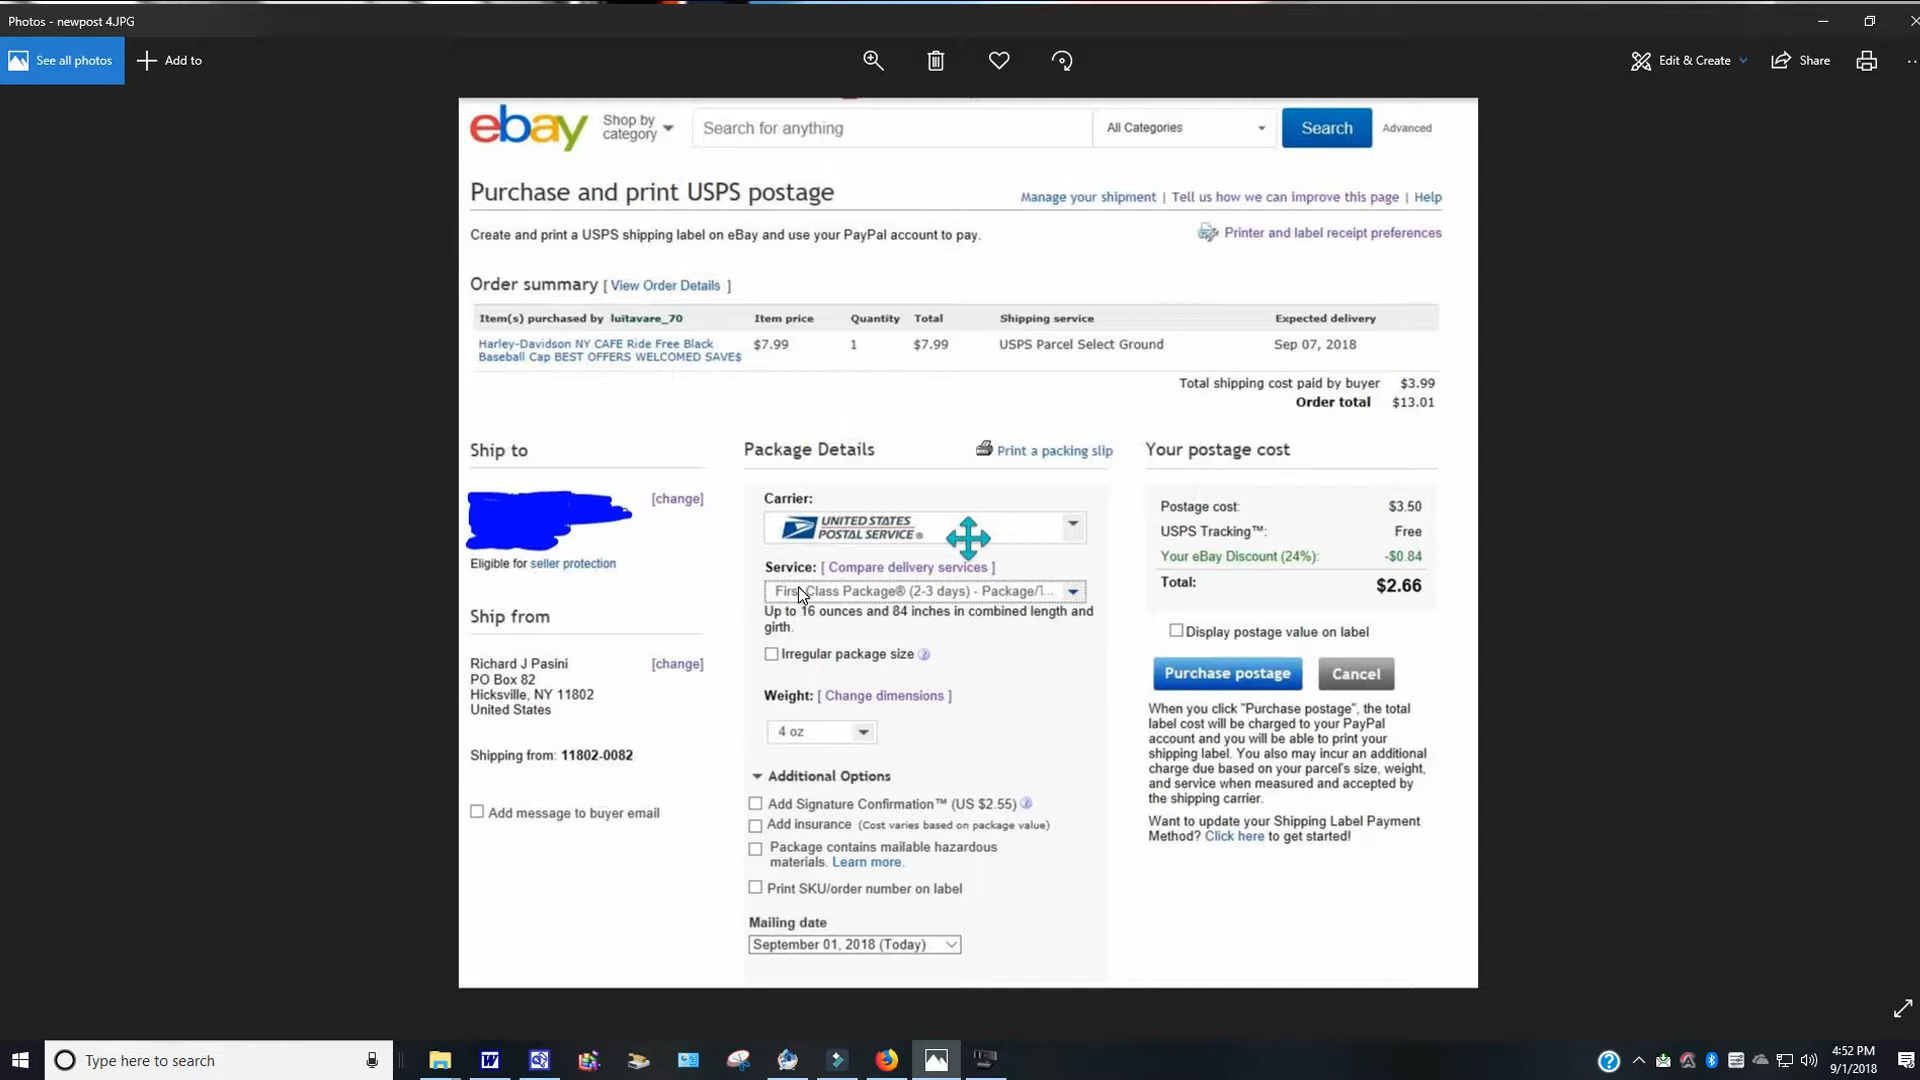 Photos - newpost 4.JPG
See all photos
Add to
Edit & Create
Share
ebay
Shop by category
Search for anything
All Categories
Search
Advanced
Purchase and print USPS postage
Manage your shipment | Tell us how we can improve this page | Help
Create and print a USPS shipping label on eBay and use your PayPal account to pay.
Printer and label receipt preferences
Order summary [ View Order Details ]
Item(s) purchased by luitavare_70 Item price Quantity Total Shipping service Expected delivery
Harley-Davidson NY CAFE Ride Free Black $7.99 1 $7.99 USPS Parcel Select Ground Sep 07, 2018
Baseball Cap BEST OFFERS WELCOMED SAVE$
Total shipping cost paid by buyer $3.99
Order total $13.01
Ship to
[change]
Eligible for seller protection
Ship from
Richard J Pasini [change]
PO Box 82
Hicksville, NY 11802
United States
Shipping from: 11802-0082
Add message to buyer email
Package Details
Print a packing slip
Carrier:
UNITED STATES
POSTAL SERVICE ®
Service: [ Compare delivery services ]
First Class Package® (2-3 days) - Package/T...
Up to 16 ounces and 84 inches in combined length and
girth.
Irregular package size
Weight: [ Change dimensions ]
4 oz
Additional Options
Add Signature Confirmation™ (US $2.55)
Add insurance (Cost varies based on package value)
Package contains mailable hazardous
materials. Learn more.
Print SKU/order number on label
Mailing date
September 01, 2018 (Today)
Your postage cost
Postage cost: $3.50
USPS Tracking™: Free
Your eBay Discount (24%): -$0.84
Total: $2.66
Display postage value on label
Purchase postage
Cancel
When you click "Purchase postage", the total
label cost will be charged to your PayPal
account and you will be able to print your
shipping label. You also may incur an additional
charge due based on your parcel's size, weight,
and service when measured and accepted by
the shipping carrier.
Want to update your Shipping Label Payment
Method? Click here to get started!
Type here to search
4:52 PM
9/1/2018